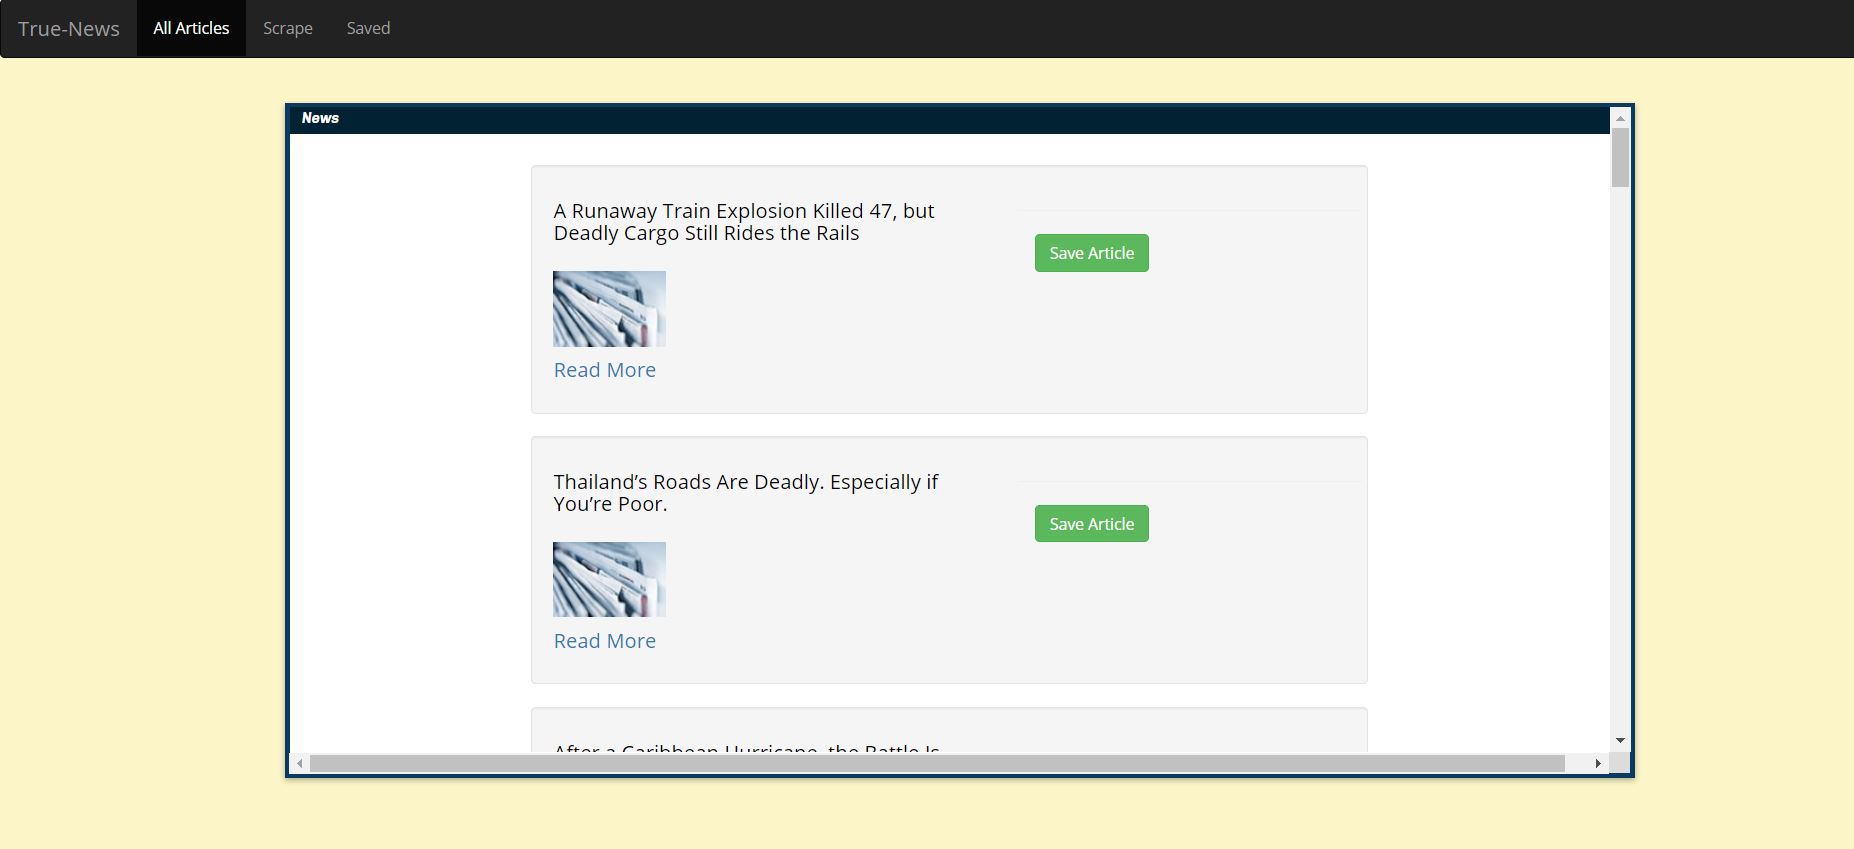 True-News All Articles Scrape Saved
News
A Runaway Train Explosion Killed 47, but
Deadly Cargo Still Rides the Rails
Save Article
Read More
Thailand’s Roads Are Deadly. Especially if
You’re Poor.
Save Article
Read More
After a Caribbean Hurricane, the Battle Is